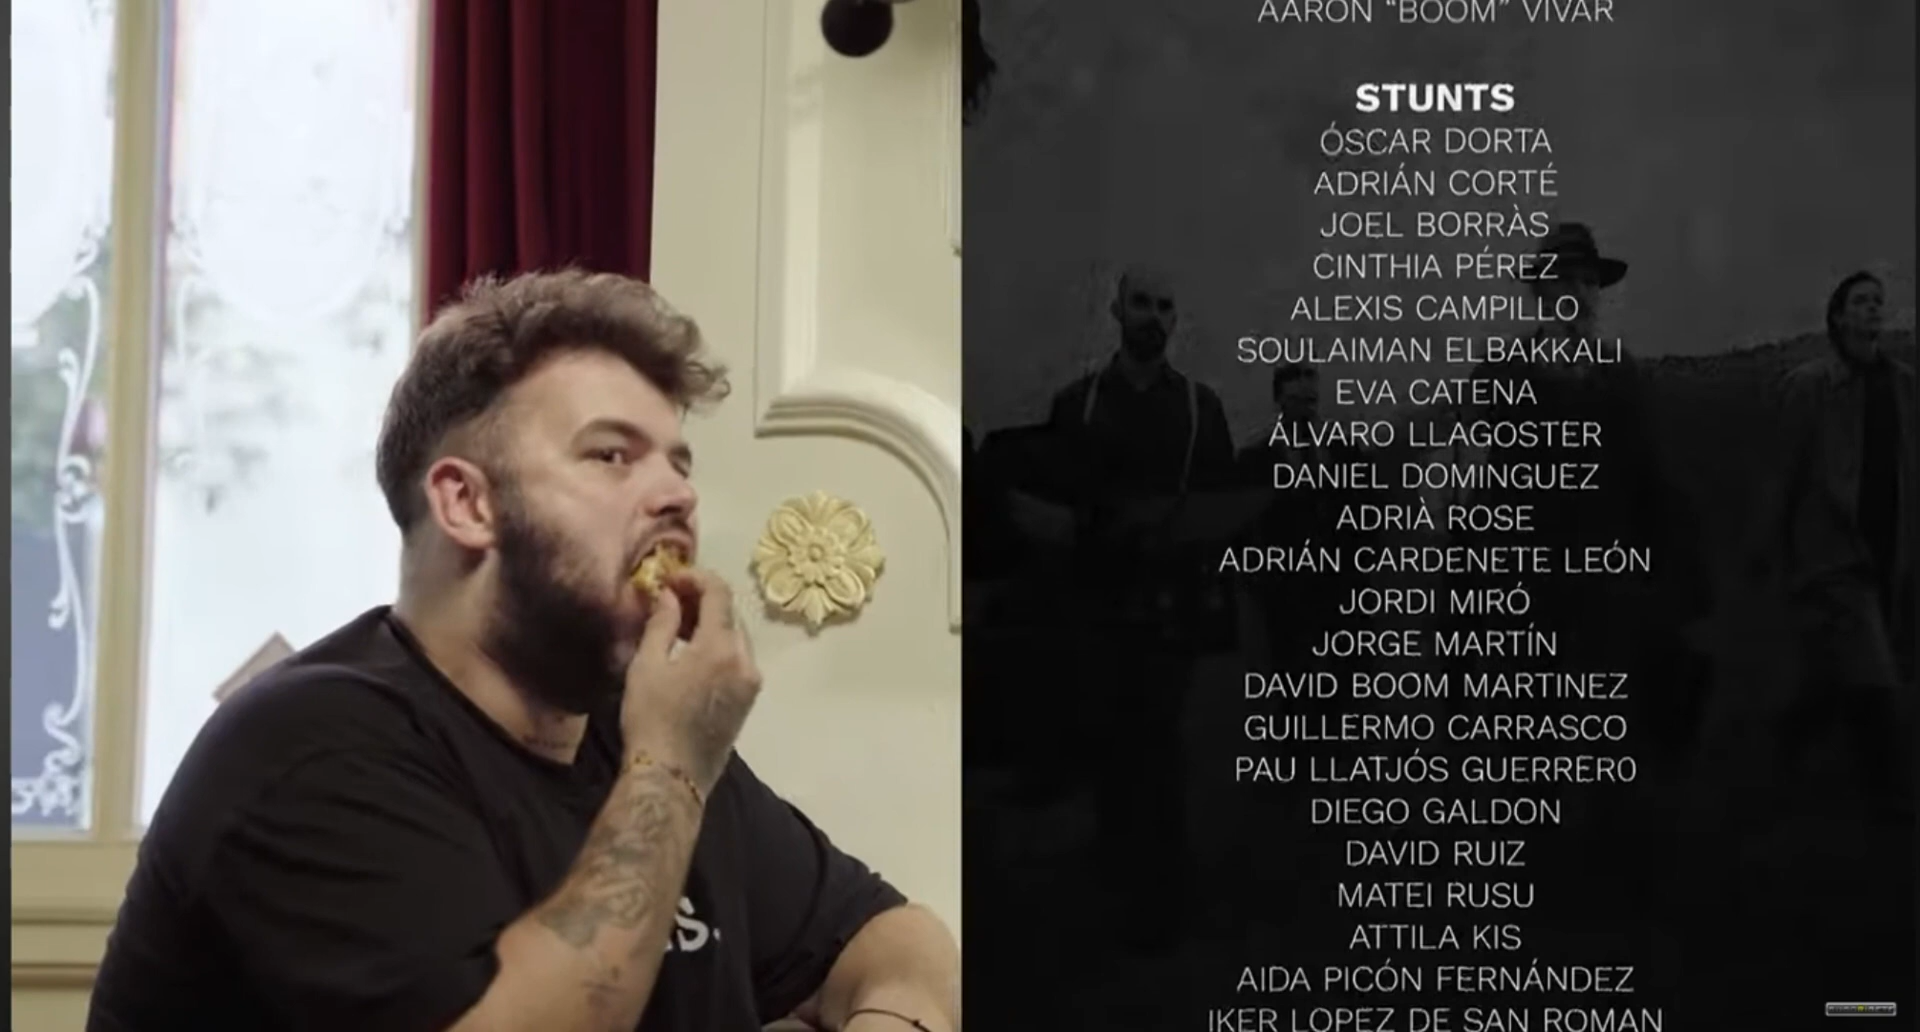 AARON “BOOM” VIVAR
STUNTS
ÓSCAR DORTA
ADRIÁN CORTÉ
JOEL BORRÀS
CINTHIA PÉREZ
ALEXIS CAMPILLO
SOULAIMAN ELBAKKALI
EVA CATENA
ÁLVARO LLAGOSTER
DANIEL DOMINGUEZ
ADRIÀ ROSE
ADRIÁN CARDENETE LEÓN
JORDI MIRÓ
JORGE MARTÍN
DAVID BOOM MARTINEZ
GUILLERMO CARRASCO
PAU LLATJÓS GUERRERO
DIEGO GALDON
DAVID RUIZ
MATEI RUSU
ATTILA KIS
AIDA PICÓN FERNÁNDEZ
IKER LOPEZ DE SAN ROMAN